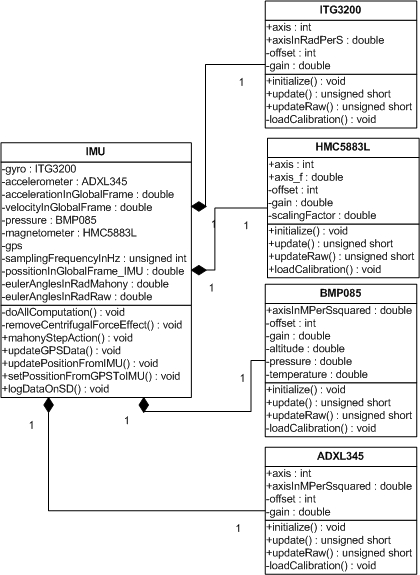 IMU
-gyro : ITG3200
-accelerometer : ADXL345
-accelerationInGlobalFrame : double
-velocityInGlobalFrame : double
-pressure : BMP085
-magnetometer : HMC5883L
-gps
-samplingFrequencyInHz : unsigned int
-possitionInGlobalFrame_IMU : double
-eulerAnglesInRadMahony : double
-eulerAnglesInRadRaw : double
-doAllComputation() : void
-removeCentrifugalForceEffect() : void
+mahonyStepAction() : void
+updateGPSData() : void
+updatePositionFromIMU() : void
+setPossitionFromGPSToIMU() : void
+logDataOnSD() : void
1
1
1
1
1
1
1
1
ITG3200
+axis : int
+axisInRadPerS : double
-offset : int
-gain : double
+initialize() : void
+update() : unsigned short
+updateRaw() : unsigned short
-loadCalibration() : void
HMC5883L
+axis : int
+axis_f : double
-offset : int
-gain : double
-scalingFactor : double
+initialize() : void
+update() : unsigned short
+updateRaw() : unsigned short
+loadCalibration() : void
BMP085
+axisInMPerSsquared : double
-offset : int
-gain : double
-altitude : double
-pressure : double
-temperature : double
+initialize() : void
+update() : unsigned short
+updateRaw() : unsigned short
-loadCalibration() : void
ADXL345
+axis : int
+axisInMPerSsquared : double
-offset : int
-gain : double
+initialize() : void
+update() : unsigned short
+updateRaw() : unsigned short
-loadCalibration() : void